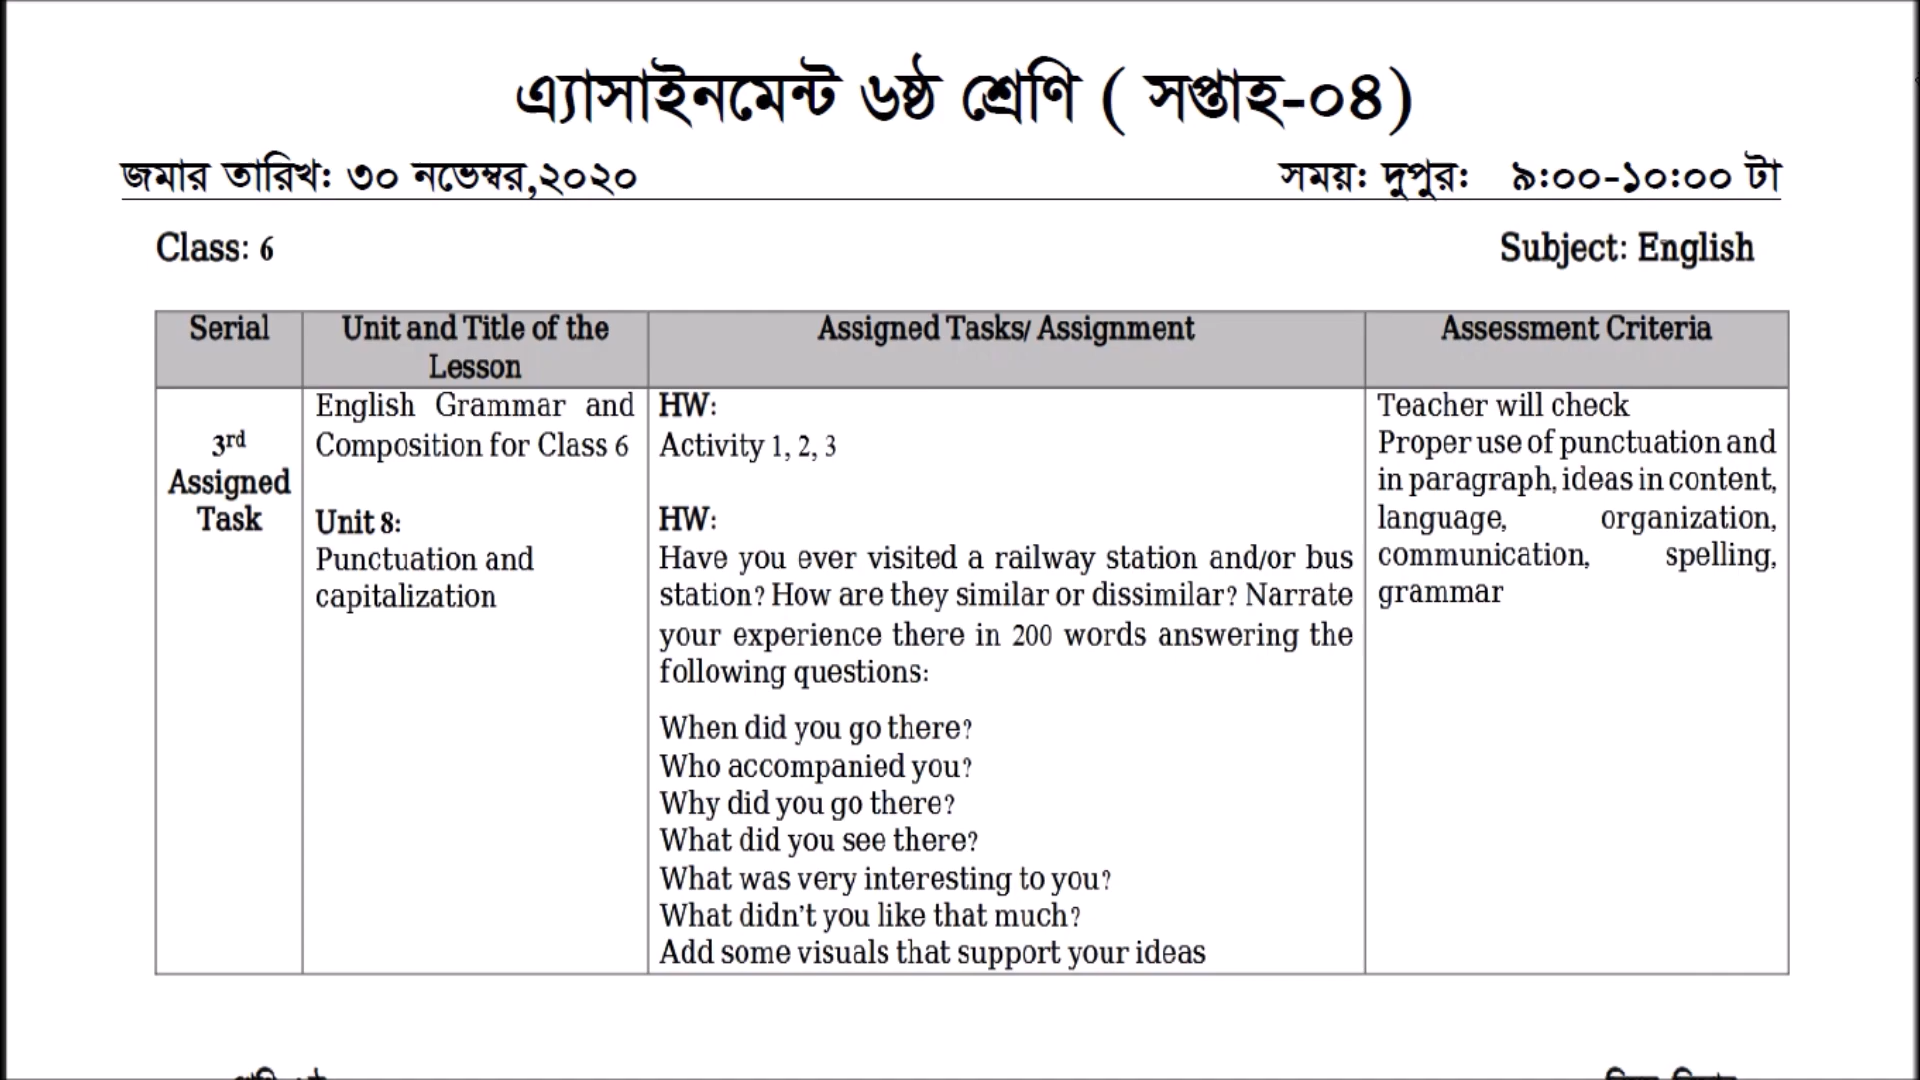 এ্যাসাইনমেন্ট ৬ষ্ঠ শ্রেণি ( সপ্তাহ-০৪)
জমার তারিখ: ৩০ নভেম্বর,২০২০ সময়: দুপুর: ৯:০০-১০:০০ টা
Class: 6 Subject: English
Serial
Unit and Title of the
Lesson
Assigned Tasks/ Assignment
Assessment Criteria
3rd
Assigned
Task
English Grammar and
Composition for Class 6
Unit 8:
Punctuation and
capitalization
HW:
Activity 1, 2, 3
HW:
Have you ever visited a railway station and/or bus
station? How are they similar or dissimilar? Narrate
your experience there in 200 words answering the
following questions:
When did you go there?
Who accompanied you?
Why did you go there?
What did you see there?
What was very interesting to you?
What didn’t you like that much?
Add some visuals that support your ideas
Teacher will check
Proper use of punctuation and
in paragraph, ideas in content,
language, organization,
communication, spelling,
grammar